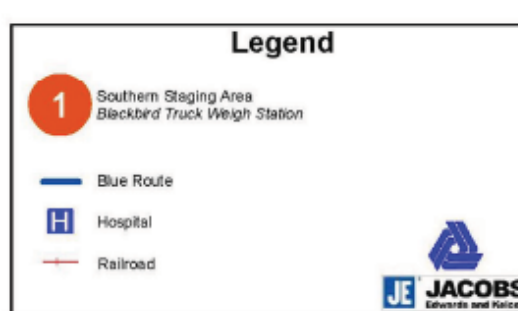 Legend
1
Southern Staging Area
Blackbird Truck Weigh Station
Blue Route
H Hospital
Railroad
JE JACOBS
Edwards and Kelcey